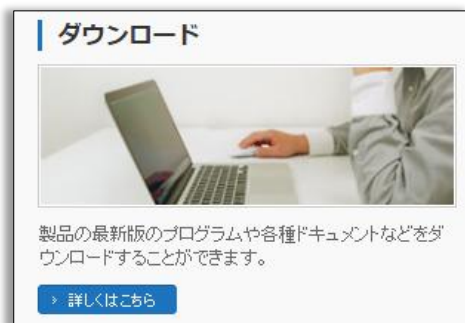 ダウンロード
製品の最新版のプログラムや各種ドキュメントなどをダ
ウンロードすることができます。
詳しくはこちら